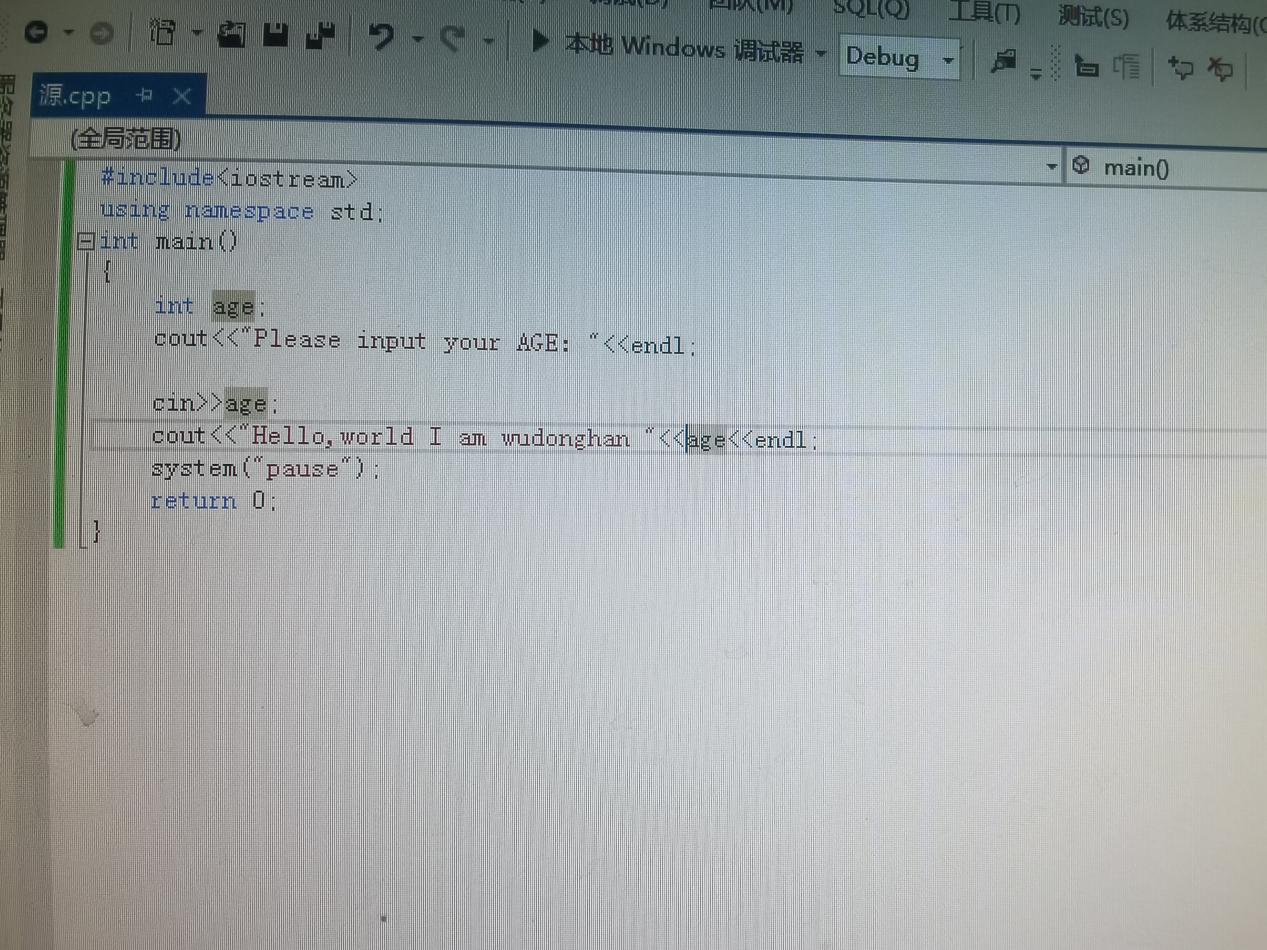 SQL(Q) 工具(T) 测试(S) 体系结构(C
本地 Windows 调试器 Debug
源.cpp
(全局范围) main()
#include<iostream>
using namespace std;
int main()
{
int age;
cout<<"Please input your AGE: "<<endl;
cin>>age;
cout<<"Hello,world I am wudonghan "<<age<<endl;
system("pause");
return 0;
}